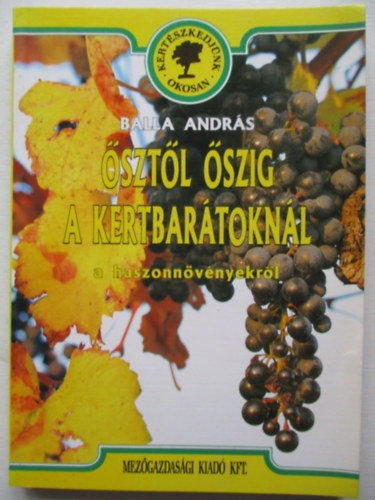 KERTÉSZKEDJÜNK
OKOSAN
BALLA ANDRÁS
ŐSZTŐL ŐSZIG
A KERTBARÁTOKNÁL
a haszonnövényekről
MEZŐGAZDASÁGI KIADÓ KFT.